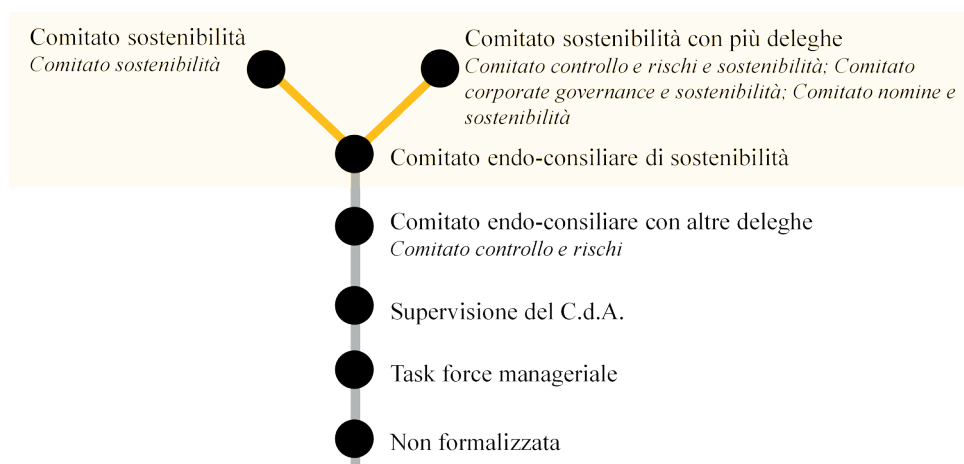 Comitato sostenibilità
Comitato sostenibilità
Comitato sostenibilità con più deleghe
Comitato controllo e rischi e sostenibilità; Comitato
corporate governance e sostenibilità; Comitato nomine e
sostenibilità
Comitato endo-consiliare di sostenibilità
Comitato endo-consiliare con altre deleghe
Comitato controllo e rischi
Supervisione del C.d.A.
Task force manageriale
Non formalizzata